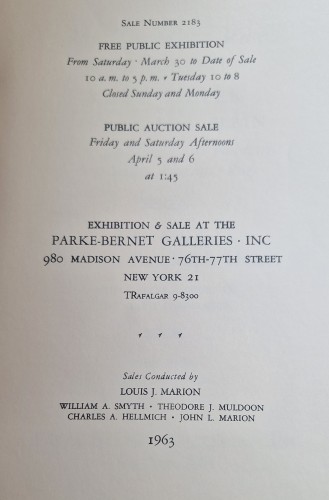 SALE NUMBER 2183
FREE PUBLIC EXHIBITION
From Saturday · March 30 to Date of Sale
10 a.m. to 5 p.m. · Tuesday 10 to 8
Closed Sunday and Monday
PUBLIC AUCTION SALE
Friday and Saturday Afternoons
April 5 and 6
at 1:45
EXHIBITION & SALE AT THE
PARKE-BERNET GALLERIES · INC
980 MADISON AVENUE · 76TH-77TH STREET
NEW YORK 21
TRAFALGAR 9-8300
Sales Conducted by
LOUIS J. MARION
WILLIAM A. SMYTH · THEODORE J. MULDOON
CHARLES A. HELLMICH · JOHN L. MARION
1963